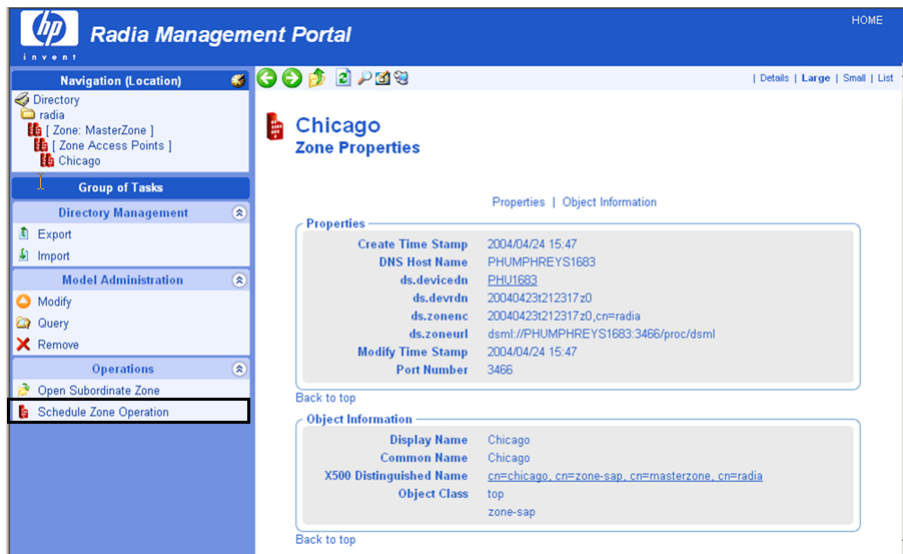 hp
invent
Radia Management Portal
HOME
Navigation (Location)
| Details | Large | Small | List
Directory
radia
[ Zone: MasterZone ]
[ Zone Access Points ]
Chicago
Group of Tasks
Directory Management
Export
Import
Model Administration
Modify
Query
Remove
Operations
Open Subordinate Zone
Schedule Zone Operation
Chicago
Zone Properties
Properties | Object Information
Properties
Create Time Stamp 2004/04/24 15:47
DNS Host Name PHUMPHREYS1683
ds.devicedn PHU1683
ds.devrdn 20040423t212317z0
ds.zonenc 20040423t212317z0,cn=radia
ds.zoneurl dsml://PHUMPHREYS1683:3466/proc/dsml
Modify Time Stamp 2004/04/24 15:47
Port Number 3466
Back to top
Object Information
Display Name Chicago
Common Name Chicago
X500 Distinguished Name cn=chicago, cn=zone-sap, cn=masterzone, cn=radia
Object Class top
zone-sap
Back to top